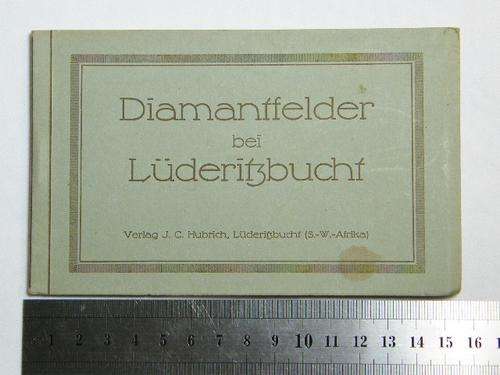 Diamantfelder
bei
Lüderitzbucht
Verlag J. C. Hubrich, Lüderitzbucht (S.-W.-Afrika)
1 2 3 4 5 6 7 8 9 10 11 12 13 14 15 16